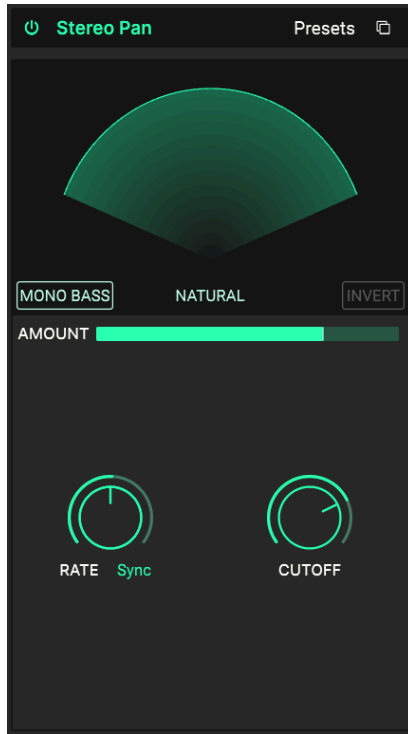 Stereo Pan Presets
MONO BASS NATURAL INVERT
AMOUNT
RATE Sync CUTOFF